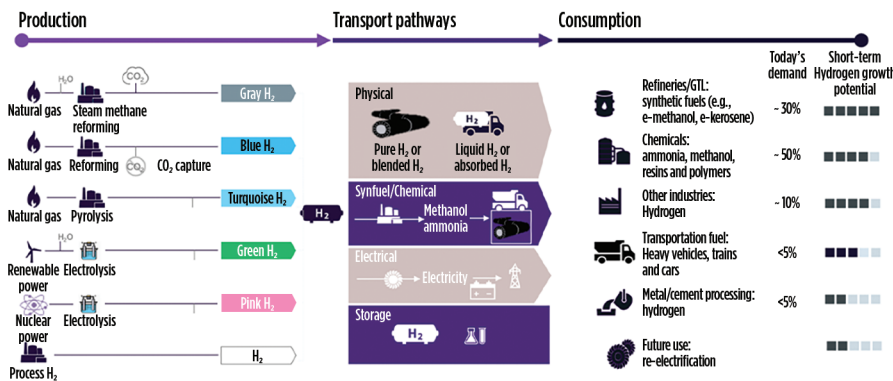 Production
Transport pathways
Consumption
Today's
demand
Short-term
Hydrogen growth
potential
H₂O
CO₂
Natural gas
Steam methane
reforming
Gray H₂
Natural gas
Reforming
CO₂
CO₂ capture
Blue H₂
Natural gas
Pyrolysis
Turquoise H₂
H₂O
Renewable
power
Electrolysis
Green H₂
Nuclear
power
Electrolysis
Pink H₂
Process H₂
H₂
H₂
Physical
Pure H₂ or
blended H₂
H₂
Liquid H₂ or
absorbed H₂
Synfuel/Chemical
Methanol
ammonia
Electrical
Electricity
Storage
H₂
Refineries/GTL:
synthetic fuels (e.g.,
e-methanol, e-kerosene)
~ 30%
Chemicals:
ammonia, methanol,
resins and polymers
~ 50%
Other industries:
Hydrogen
~ 10%
Transportation fuel:
Heavy vehicles, trains
and cars
<5%
Metal/cement processing:
hydrogen
<5%
Future use:
re-electrification